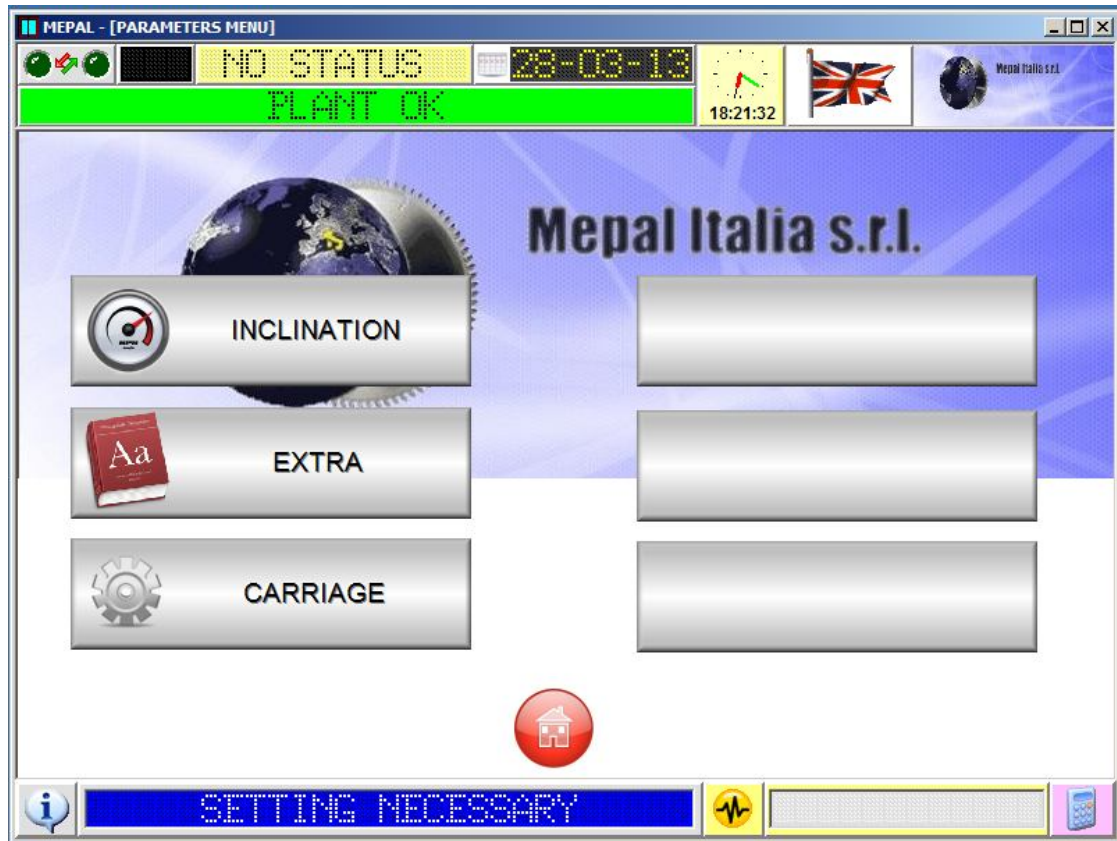 MEPAL - [PARAMETERS MENU]
NO STATUS
28-03-13
PLANT OK
18:21:32
Mepal Italia s.r.l.
Mepal Italia s.r.l.
INCLINATION
EXTRA
Aa
CARRIAGE
SETTING NECESSARY